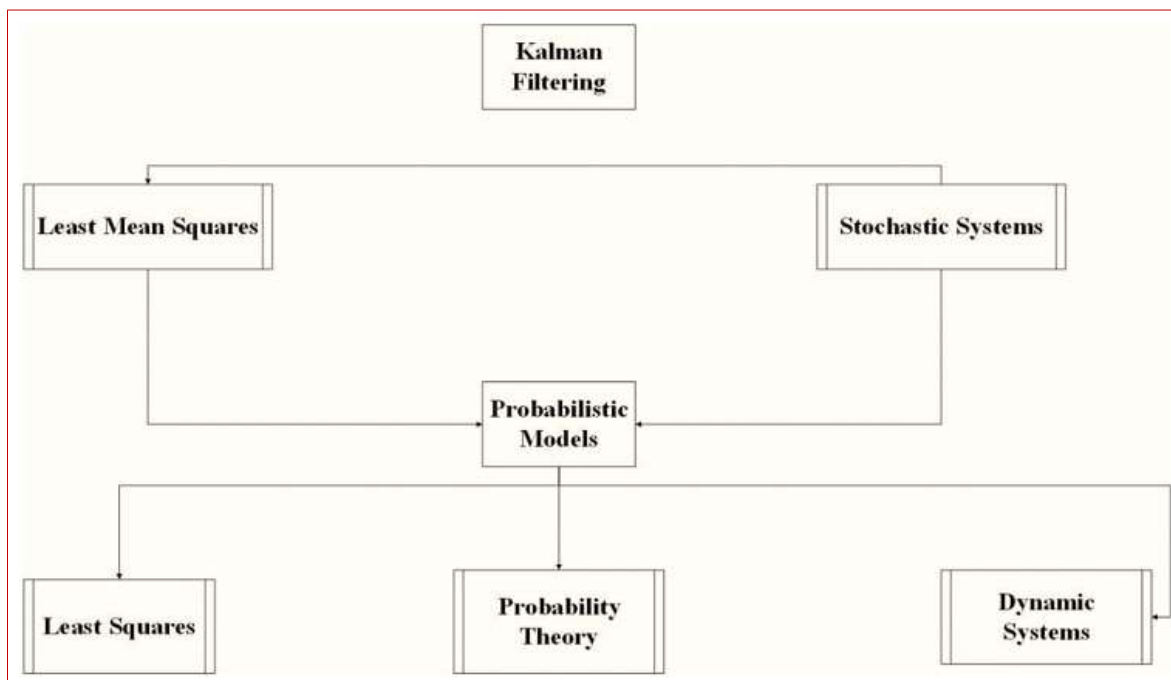 Kalman
Filtering
Least Mean Squares
Stochastic Systems
Probabilistic
Models
Least Squares
Probability
Theory
Dynamic
Systems